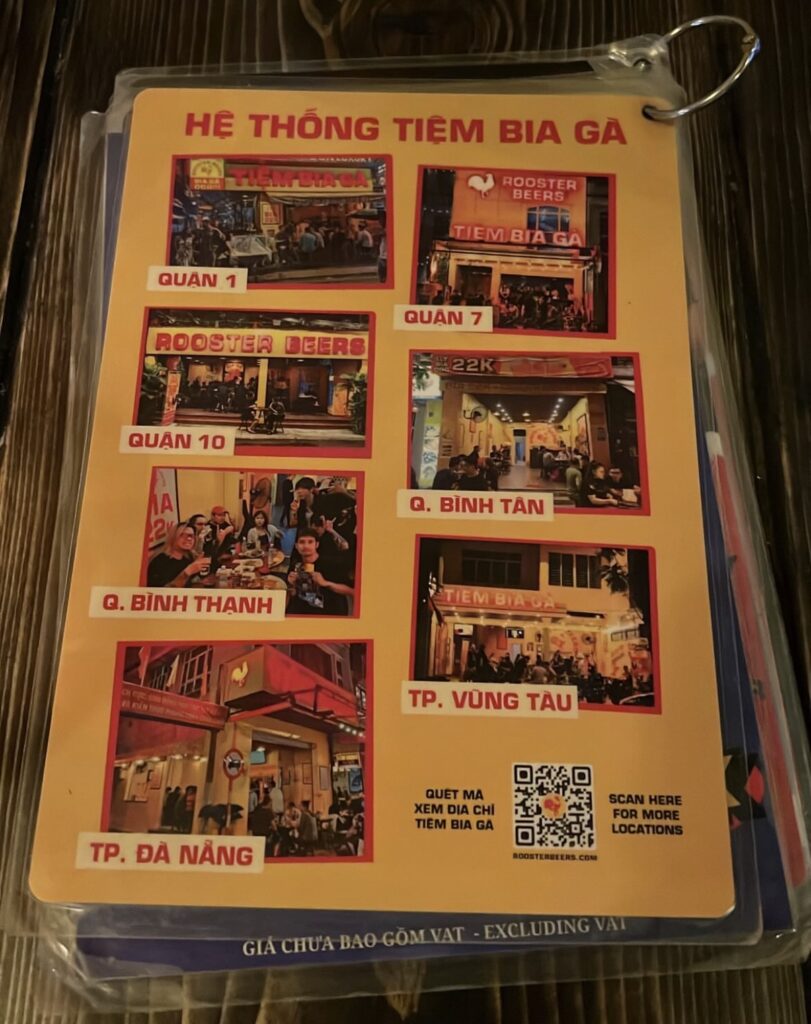 HỆ THỐNG TIỆM BIA GÀ
TIỆM BIA GÀ
QUẬN 1
ROOSTER
BEERS
TIỆM BIA GÀ
QUẬN 7
ROOSTER BEERS
QUẬN 10
22K
Q. BÌNH TÂN
22K
Q. BÌNH THẠNH
TIỆM BIA GÀ
TP. VŨNG TÀU
TP. ĐÀ NẴNG
QUÉT MÃ
XEM ĐỊA CHỈ
TIỆM BIA GÀ
SCAN HERE
FOR MORE
LOCATIONS
ROOSTERBEERS.COM
GIÁ CHƯA BAO GỒM VAT - EXCLUDING VAT